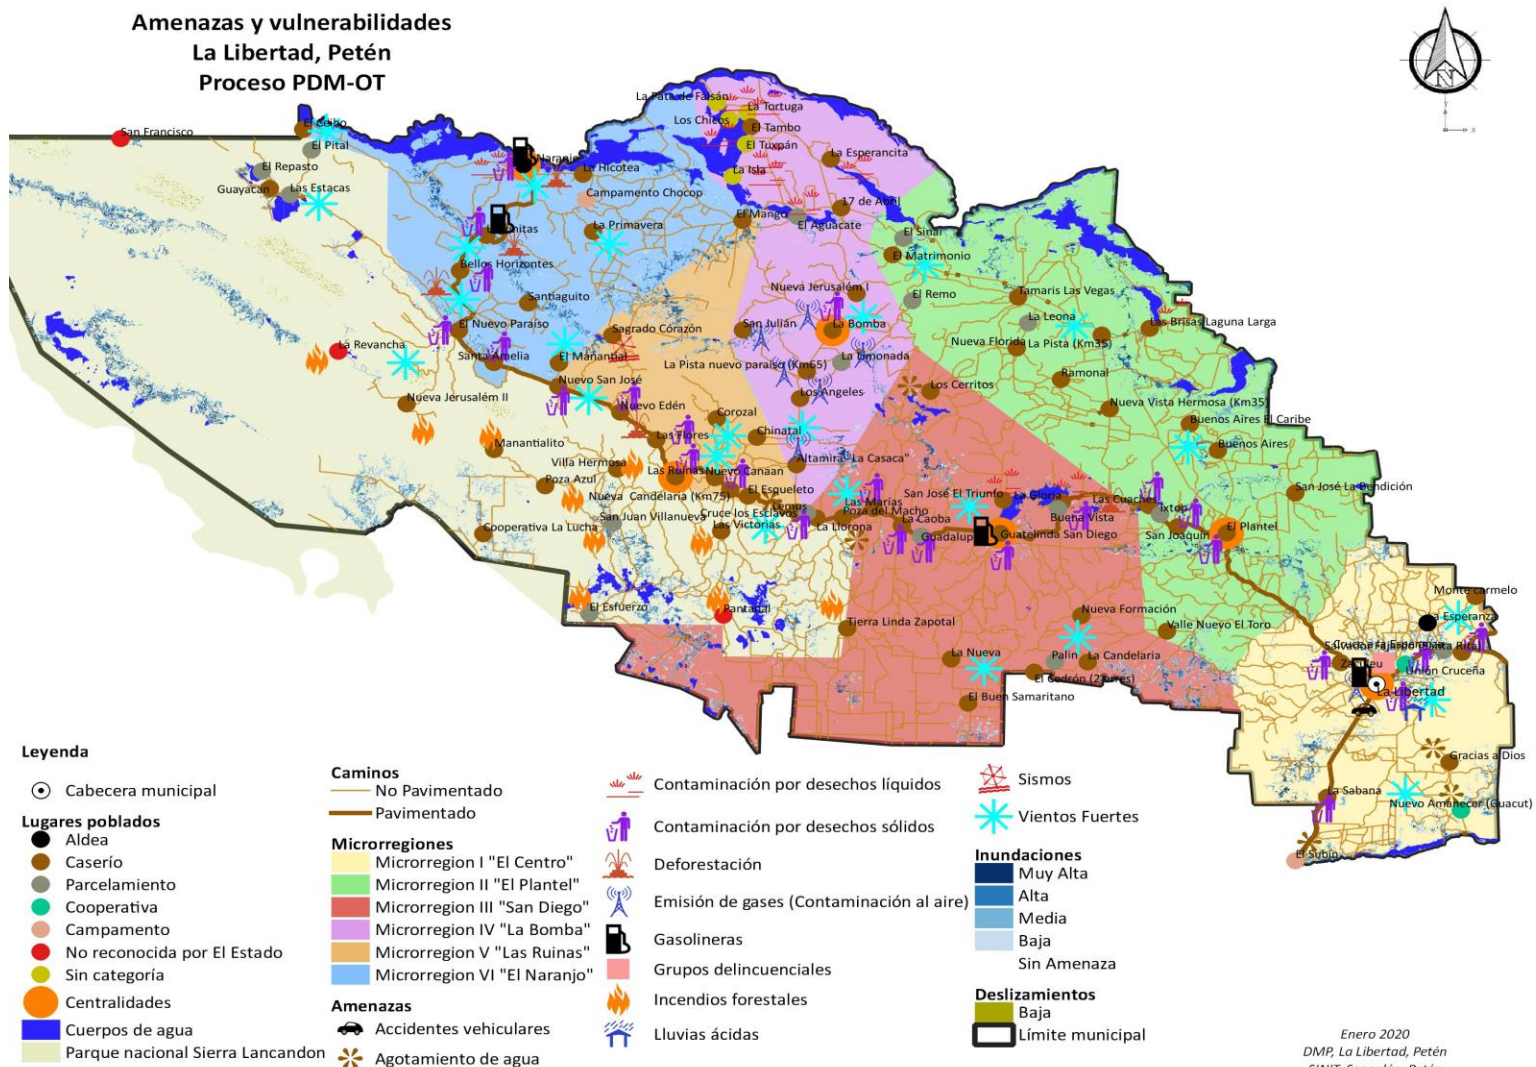 Amenazas y vulnerabilidades
La Libertad, Petén
Proceso PDM-OT
N
Y
X
San Francisco
El Ceibo
El Pital
El Repasto
Guayacan
Las Estacas
Naranjo
La Hicotea
Campamento Chocop
La Primavera
Bellos Horizontes
Santiaguito
El Nuevo Paraíso
Santa Amelia
El Manantial
Sagrado Corazón
La Revancha
Nueva Jerusalém II
La Pata de Faisán
La Tortuga
Los Chicos
El Tambo
El Tuxpán
La Esperancita
La Isla
17 de Abril
El Mango
El Aguacate
El Sinai
El Matrimonio
El Remo
Nueva Jerusalém I
San Julián
La Bomba
La Limonada
La Pista nuevo paraiso (Km65)
Los Angeles
Los Cerritos
Tamaris Las Vegas
La Leona
Nueva Florida
La Pista (Km35)
Las Brisas Laguna Larga
Ramonal
Nueva Vista Hermosa (Km35)
Buenos Aires El Caribe
Buenos Aires
San José La Bendición
Nuevo San José
Nuevo Edén
Corozal
Las Flores
Chinatal
Manantialito
Villa Hermosa
Poza Azul
Las Ruinas
Nuevo Canaan
Altamira "La Casaca"
El Esqueleto
Nueva Candelaria (Km75)
Lemus
San Juan Villanueva
Cruce los Esclavos
Las Victorias
Cooperativa La Lucha
La Llorona
Las Marías
Poza del Macho
San José El Triunfo
La Gloria
Las Cuaches
La Caoba
Buena Vista
Ixtop
El Plantel
Guatelinda San Diego
San Joaquin
El Esfuerzo
Pantanal
Tierra Linda Zapotal
Nueva Formación
Valle Nuevo El Toro
La Nueva
Palin
La Candelaria
El Cedrón (2 Torres)
El Buen Samaritano
Monte carmelo
La Esperanza
Unión Cruceña
La Libertad
Gracias a Dios
La Sabana
Nuevo Amanecer (Guacut)
El Subín
Leyenda
Cabecera municipal
Lugares poblados
Aldea
Caserío
Parcelamiento
Cooperativa
Campamento
No reconocida por El Estado
Sin categoría
Centralidades
Cuerpos de agua
Parque nacional Sierra Lancandon
Caminos
No Pavimentado
Pavimentado
Microrregiones
Microrregion I "El Centro"
Microrregion II "El Plantel"
Microrregion III "San Diego"
Microrregion IV "La Bomba"
Microrregion V "Las Ruinas"
Microrregion VI "El Naranjo"
Amenazas
Accidentes vehiculares
Agotamiento de agua
Contaminación por desechos líquidos
Contaminación por desechos sólidos
Deforestación
Emisión de gases (Contaminación al aire)
Gasolineras
Grupos delincuenciales
Incendios forestales
Lluvias ácidas
Sismos
Vientos Fuertes
Inundaciones
Muy Alta
Alta
Media
Baja
Sin Amenaza
Deslizamientos
Baja
Límite municipal
Enero 2020
DMP, La Libertad, Petén